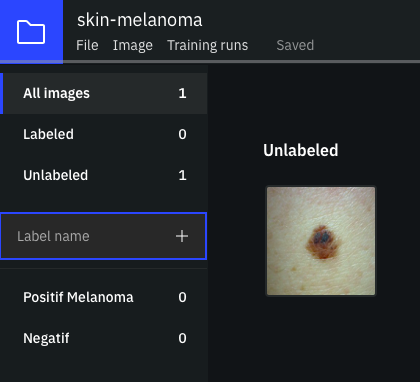 skin-melanoma
File Image Training runs Saved
All images 1
Labeled 0
Unlabeled 1
Label name +
Positif Melanoma 0
Negatif 0
Unlabeled